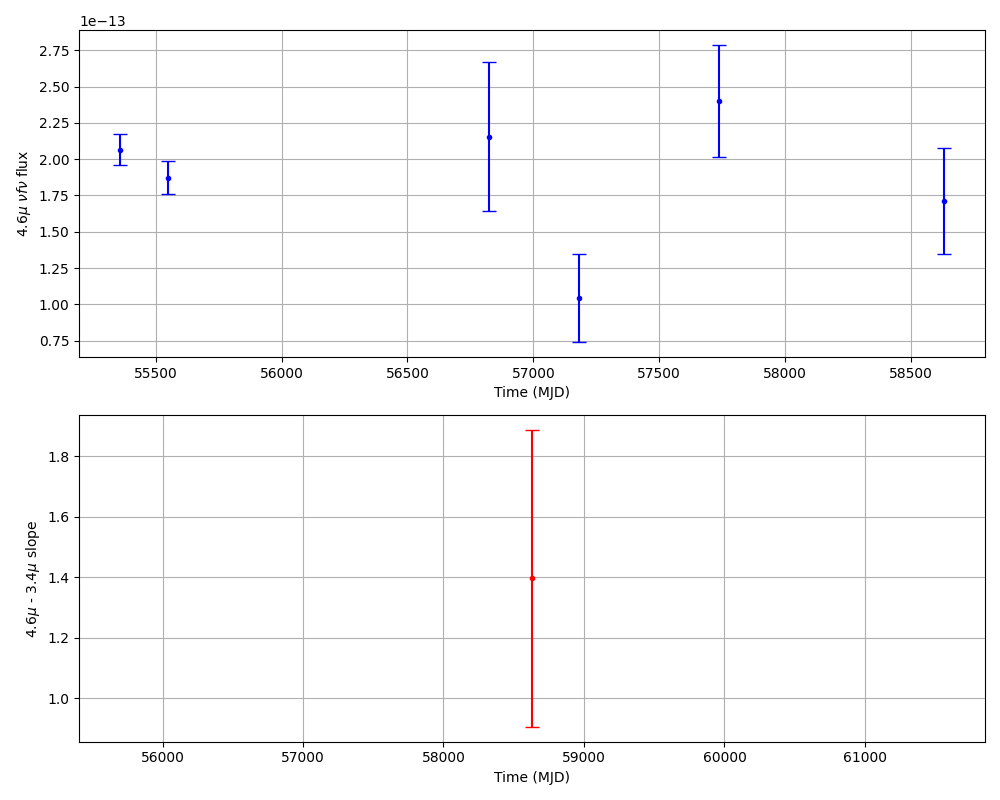 1e−13
2.75
2.50
2.25
2.00
1.75
1.50
1.25
1.00
0.75
4.6μ νfν flux
55500 56000 56500 57000 57500 58000 58500
Time (MJD)
1.8
1.6
1.4
1.2
1.0
4.6μ - 3.4μ slope
56000 57000 58000 59000 60000 61000
Time (MJD)